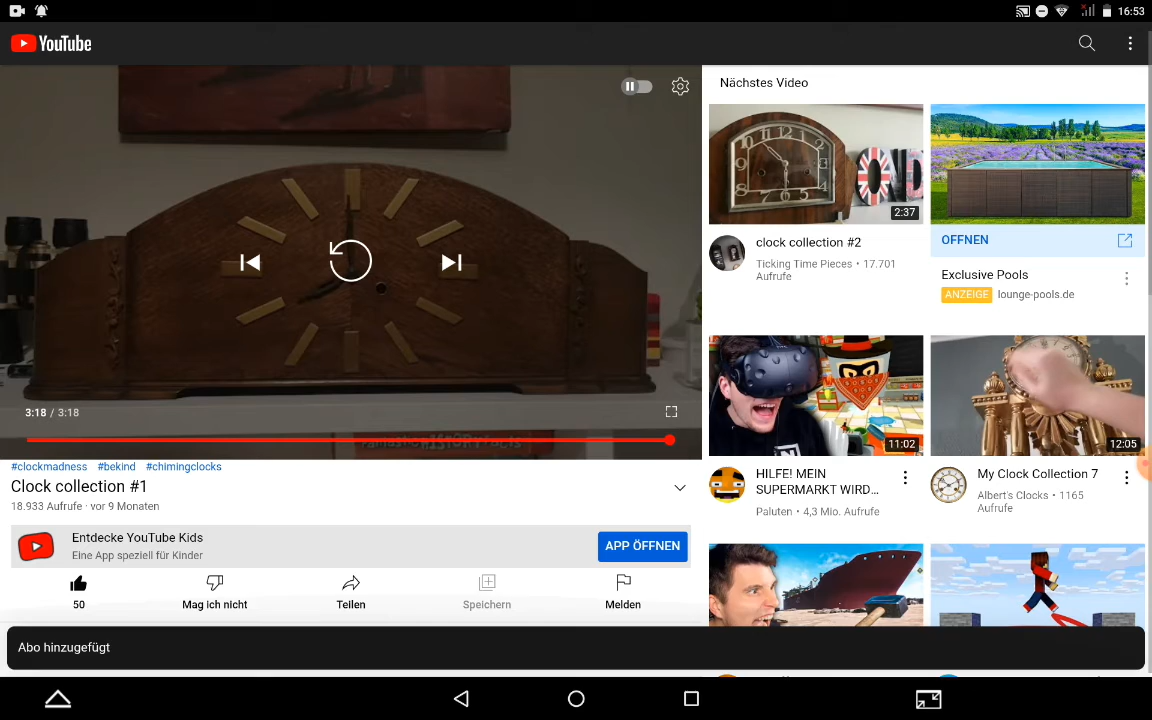 16:53
YouTube
Nächstes Video
3:18 / 3:18
#clockmadness #bekind #chimingclocks
Clock collection #1
18.933 Aufrufe · vor 9 Monaten
Entdecke YouTube Kids
Eine App speziell für Kinder
APP ÖFFNEN
50
Mag ich nicht
Teilen
Speichern
Melden
2:37
clock collection #2
Ticking Time Pieces • 17.701
Aufrufe
ÖFFNEN
Exclusive Pools
ANZEIGE lounge-pools.de
11:02
HILFE! MEIN
SUPERMARKT WIRD...
Paluten • 4,3 Mio. Aufrufe
12:05
My Clock Collection 7
Albert's Clocks • 1165
Aufrufe
Abo hinzugefügt